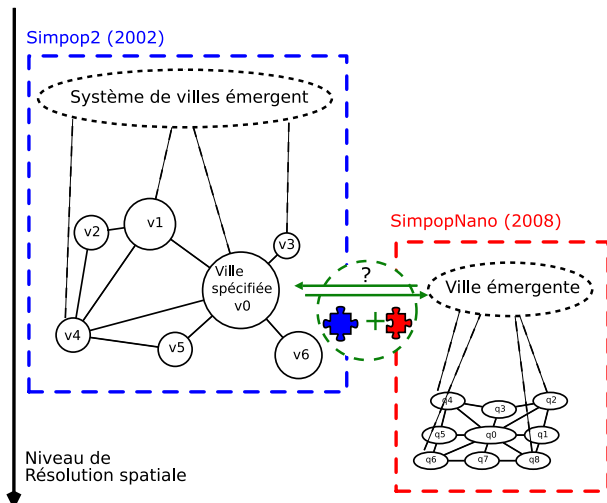 Simpop2 (2002)
Système de villes émergent
v1
v2
v3
Ville
spécifiée
v0
v4
v5
v6
?
+
SimpopNano (2008)
Ville émergente
q4
q3
q2
q5
q0
q1
q6
q7
q8
Niveau de
Résolution spatiale